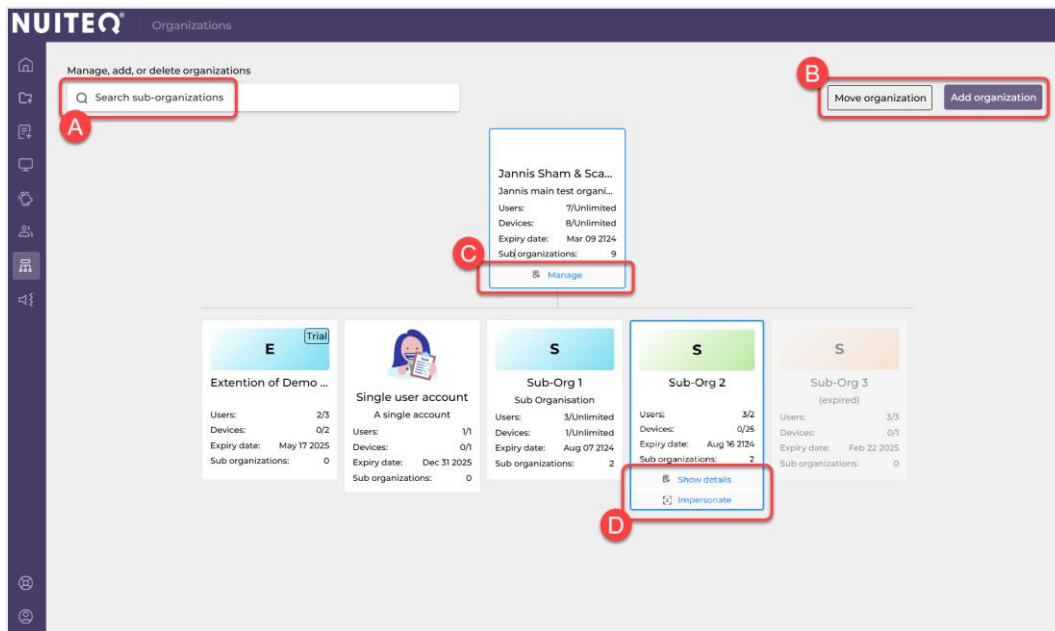 NUITEQ®
Organizations
Manage, add, or delete organizations
Search sub-organizations
A
B
Move organization
Add organization
Jannis Sham & Sca...
Jannis main test organi...
Users: 7/Unlimited
Devices: 8/Unlimited
Expiry date: Mar 09 2124
Sub organizations: 9
C
Manage
E
Trial
Extention of Demo ...
Users: 2/3
Devices: 0/2
Expiry date: May 17 2025
Sub organizations: 0
Single user account
A single account
Users: 1/1
Devices: 0/1
Expiry date: Dec 31 2025
Sub organizations: 0
S
Sub-Org 1
Sub Organisation
Users: 3/Unlimited
Devices: 1/Unlimited
Expiry date: Aug 07 2124
Sub organizations: 2
S
Sub-Org 2
Users: 3/2
Devices: 0/25
Expiry date: Aug 16 2124
Sub organizations: 2
Show details
Impersonate
D
S
Sub-Org 3
(expired)
Users: 3/3
Devices: 0/1
Expiry date: Feb 22 2025
Sub organizations: 0